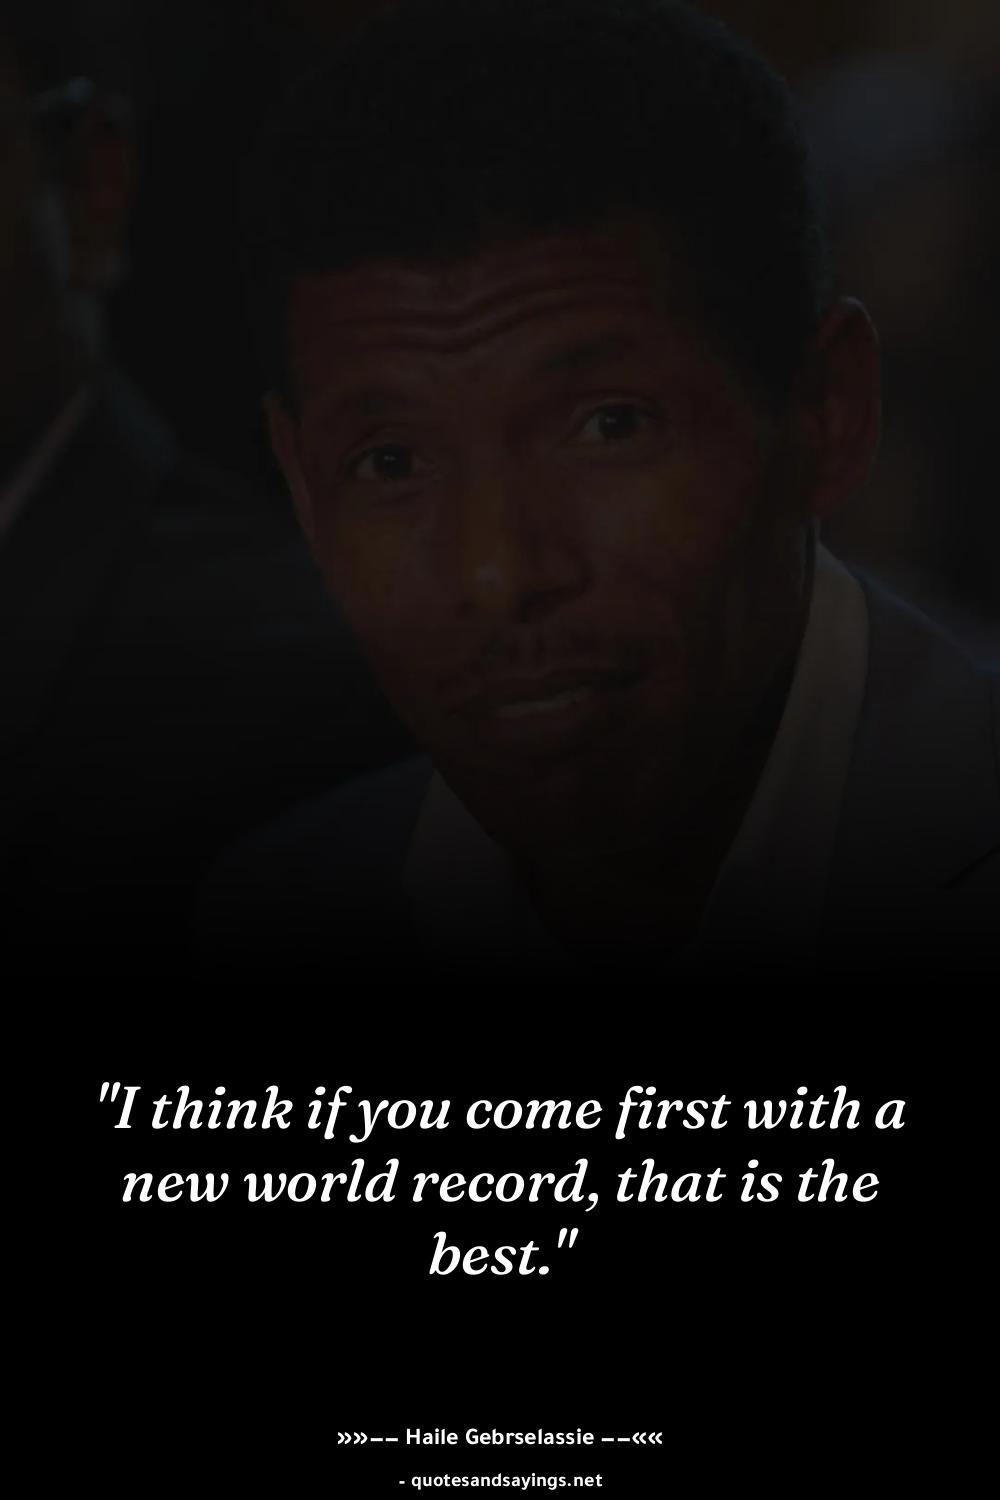 "I think if you come first with a
new world record, that is the
best."
»»–– Haile Gebrselassie ––««
- quotesandsayings.net